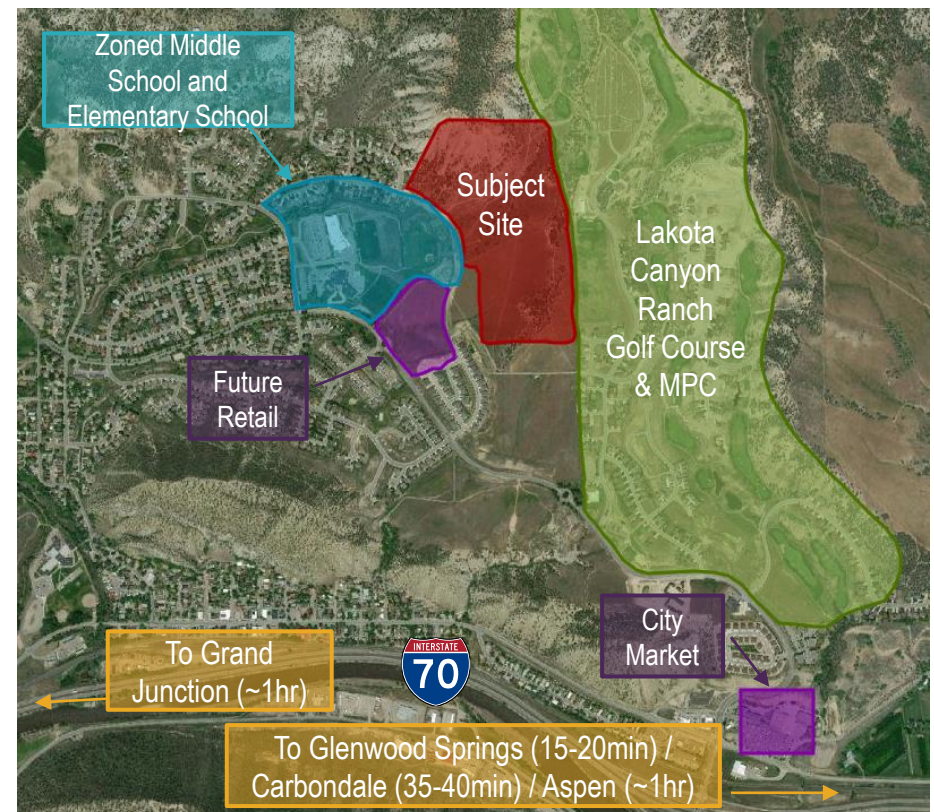 Zoned Middle
School and
Elementary School
Subject
Site
Lakota
Canyon
Ranch
Golf Course
& MPC
Future
Retail
City
Market
To Grand
Junction (~1hr)
INTERSTATE
70
To Glenwood Springs (15-20min) /
Carbondale (35-40min) / Aspen (~1hr)